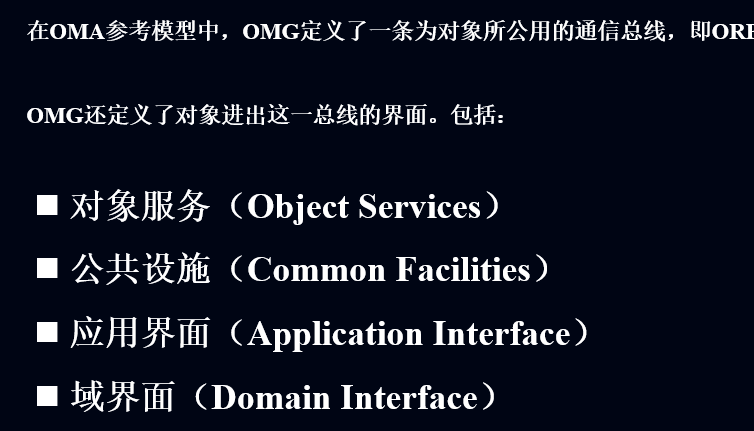 在OMA参考模型中，OMG定义了一条为对象所公用的通信总线，即
OMG还定义了对象进出这一总线的界面。包括：
■ 对象服务（Object Services）
■ 公共设施（Common Facilities）
■ 应用界面（Application Interface）
■ 域界面（Domain Interface）